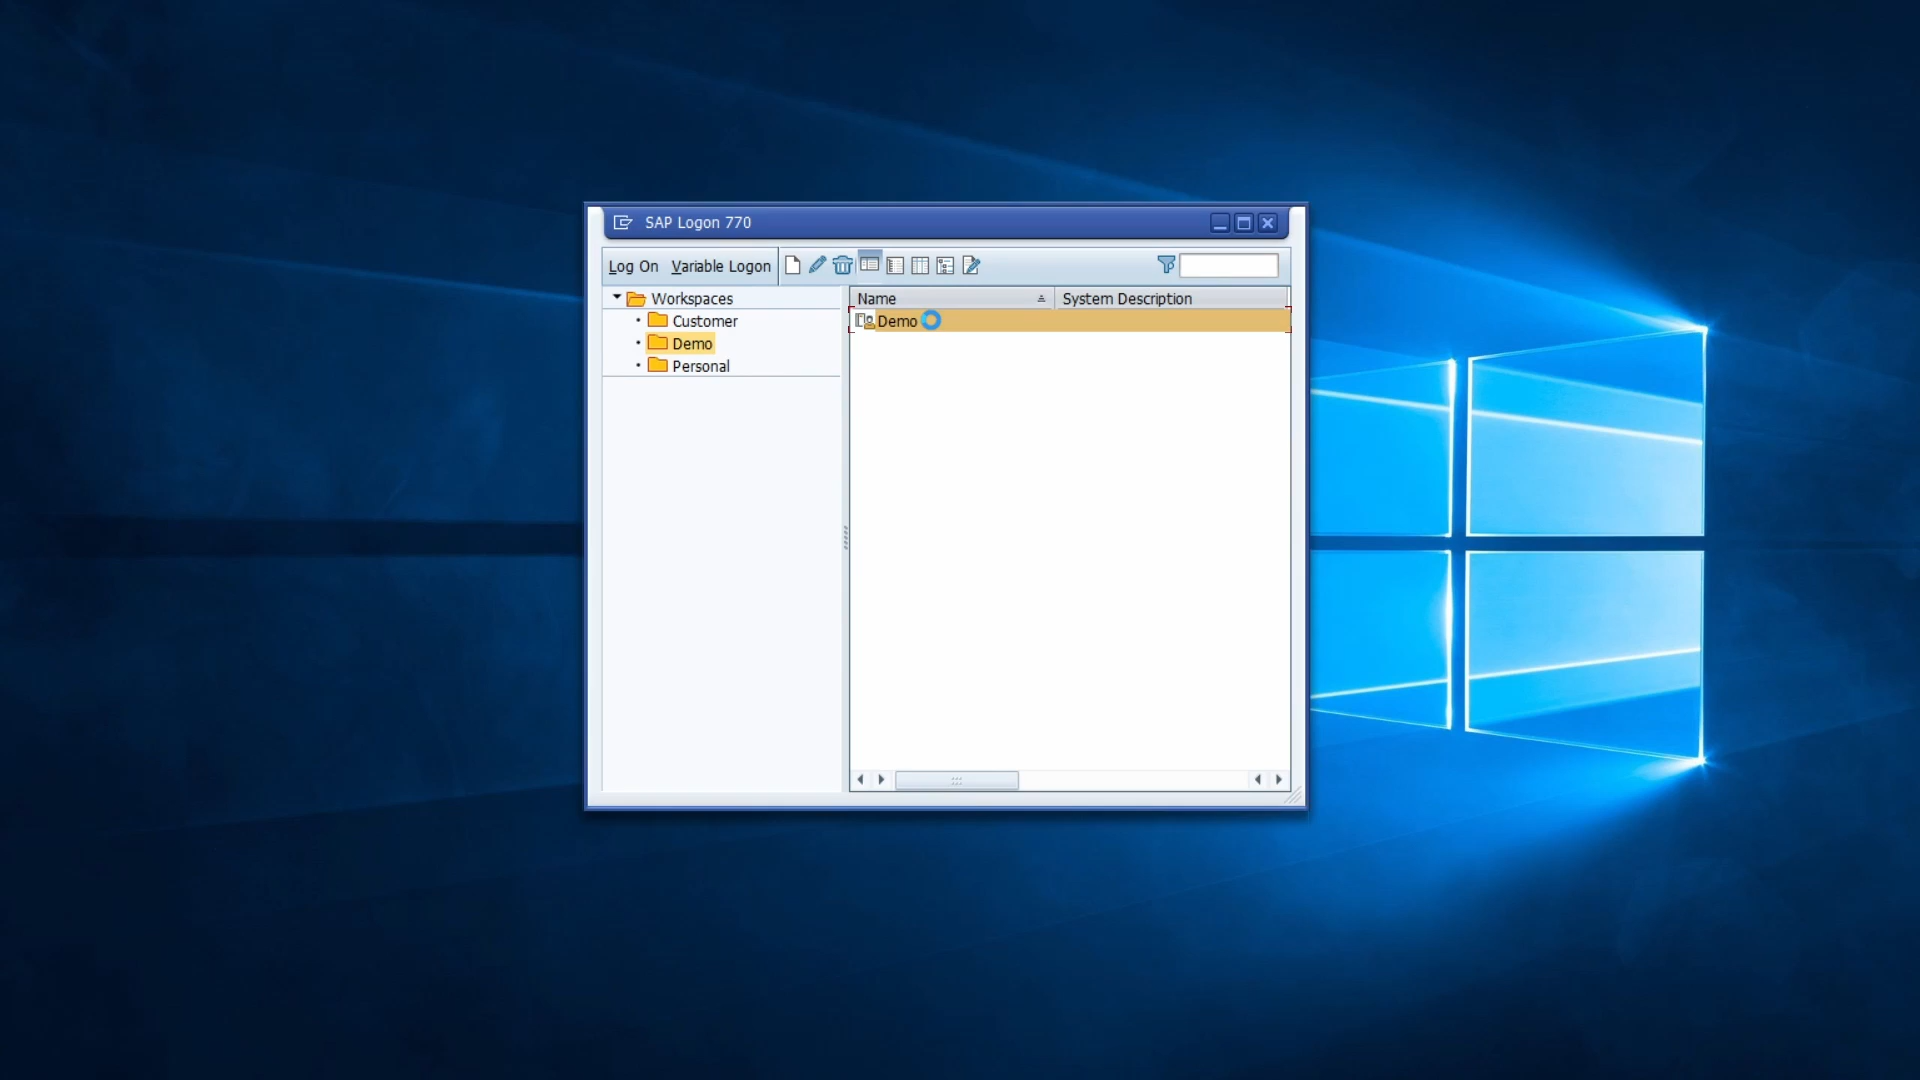 SAP Logon 770
Log On Variable Logon
Workspaces
Customer
Demo
Personal
Name System Description
Demo